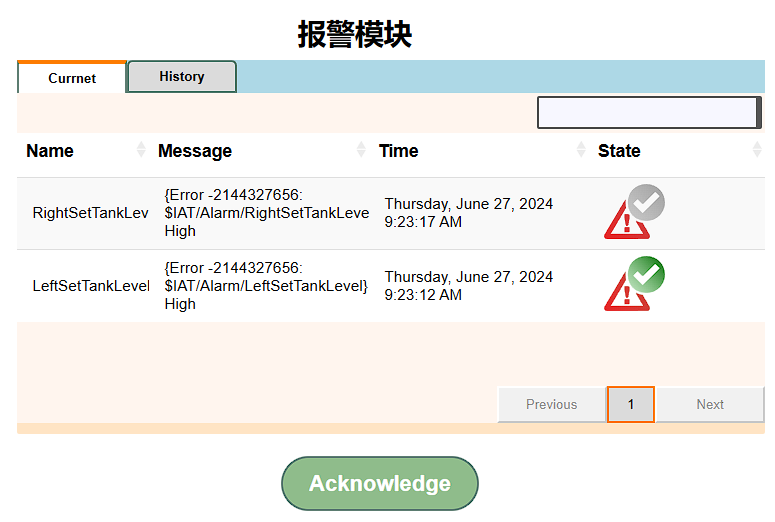 报警模块
Currnet History
Name Message Time State
RightSetTankLev
{Error -2144327656:
$IAT/Alarm/RightSetTankLeve
High
Thursday, June 27, 2024
9:23:17 AM
LeftSetTankLevel
{Error -2144327656:
$IAT/Alarm/LeftSetTankLevel}
High
Thursday, June 27, 2024
9:23:12 AM
Previous 1 Next
Acknowledge